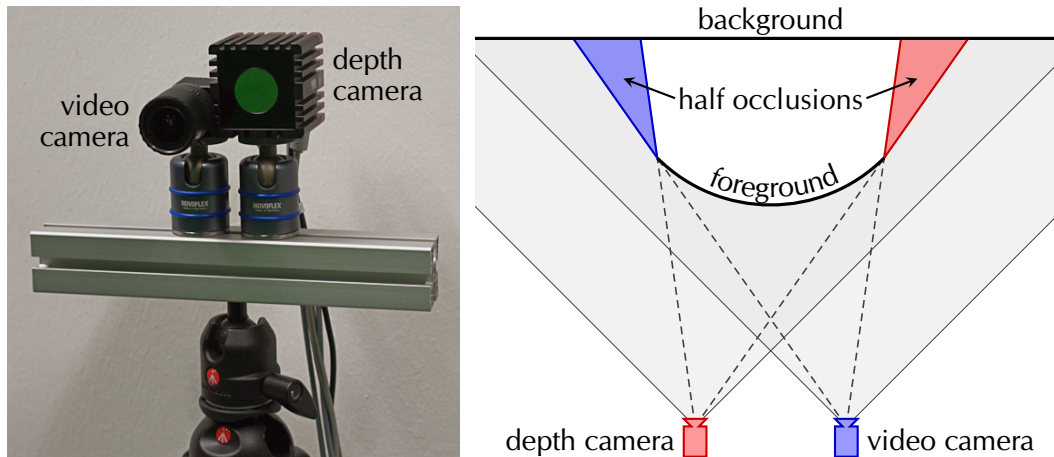 depth
camera
video
camera
NOVOFLEX
NOVOFLEX
background
half occlusions
foreground
depth camera
video camera